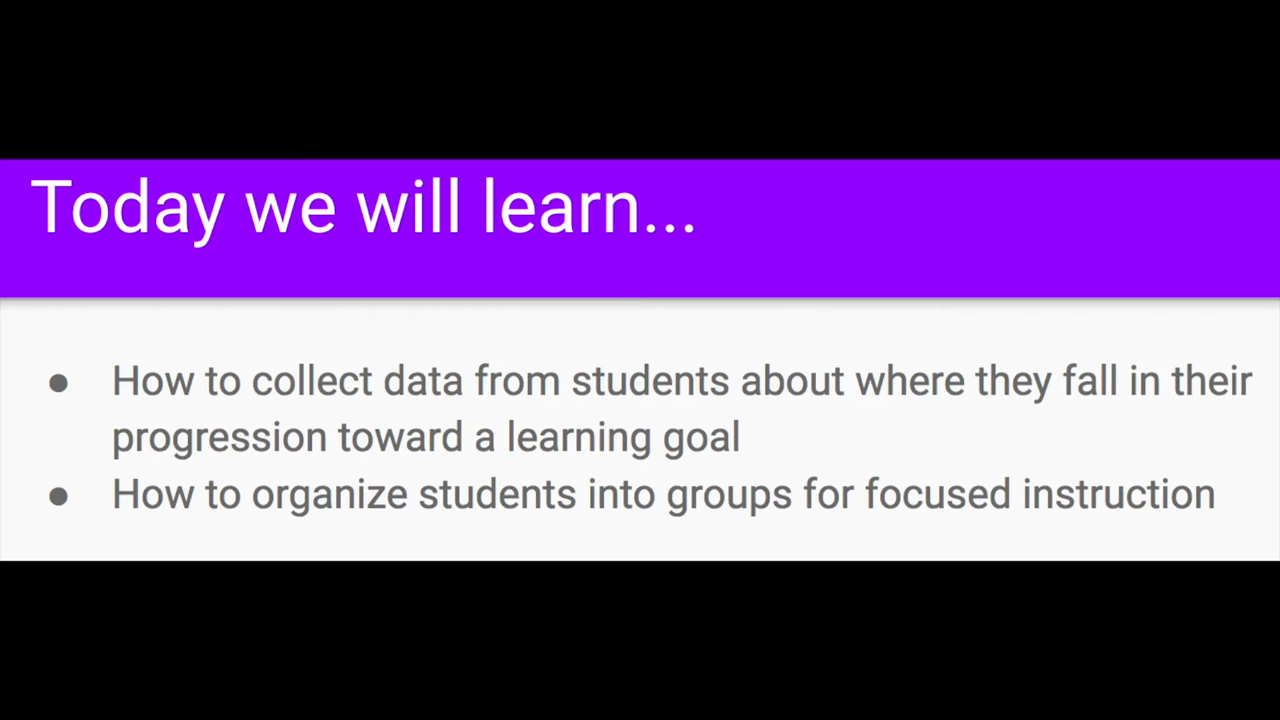 Today we will learn...
● How to collect data from students about where they fall in their
progression toward a learning goal
● How to organize students into groups for focused instruction